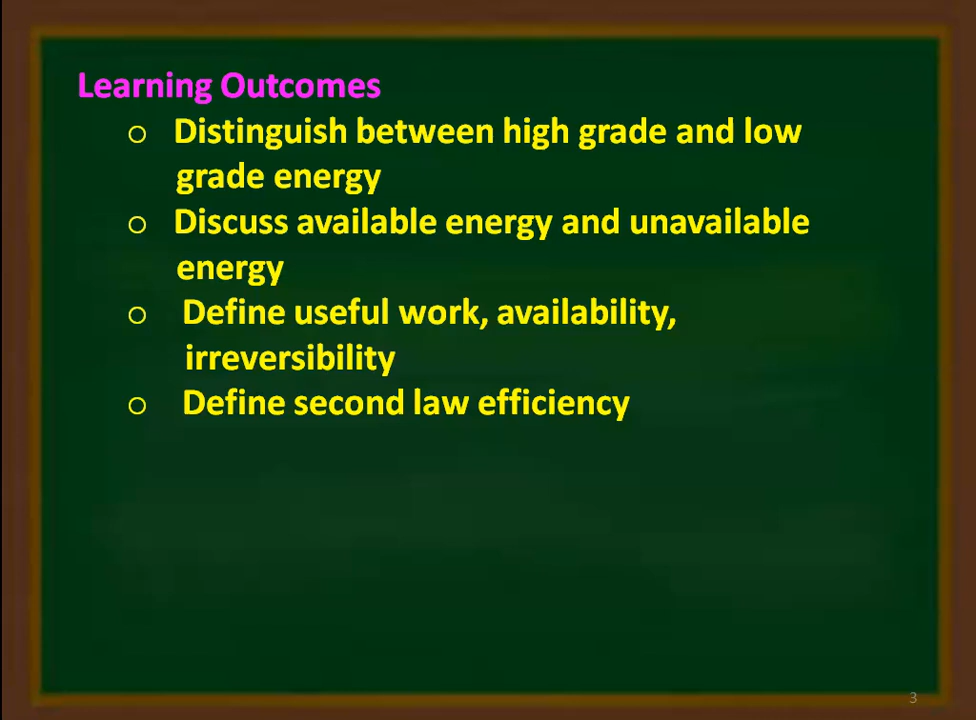 Learning Outcomes
o Distinguish between high grade and low
grade energy
o Discuss available energy and unavailable
energy
o Define useful work, availability,
irreversibility
o Define second law efficiency
3